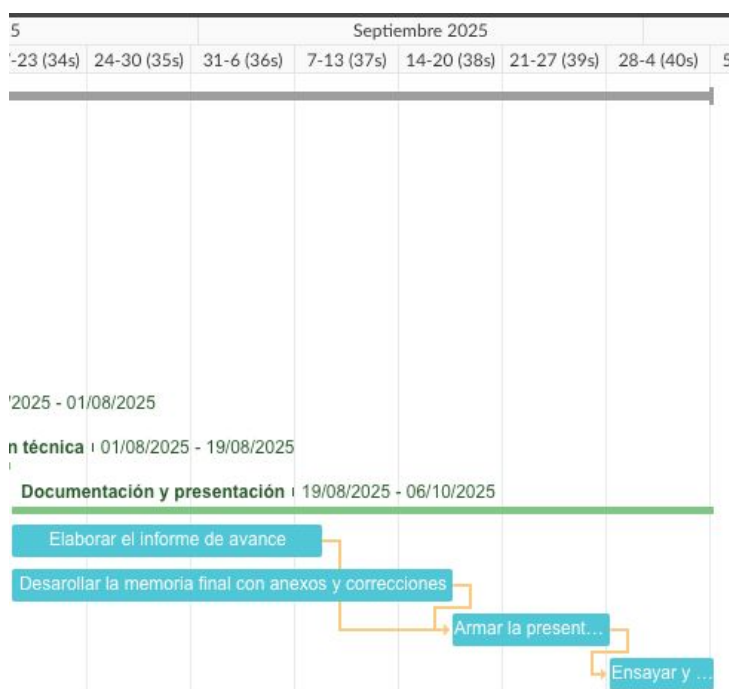 5 Septiembre 2025
-23 (34s) 24-30 (35s) 31-6 (36s) 7-13 (37s) 14-20 (38s) 21-27 (39s) 28-4 (40s) 5
/2025 - 01/08/2025
n técnica 01/08/2025 - 19/08/2025
Documentación y presentación 19/08/2025 - 06/10/2025
Elaborar el informe de avance
Desarollar la memoria final con anexos y correcciones
Armar la present...
Ensayar y ...